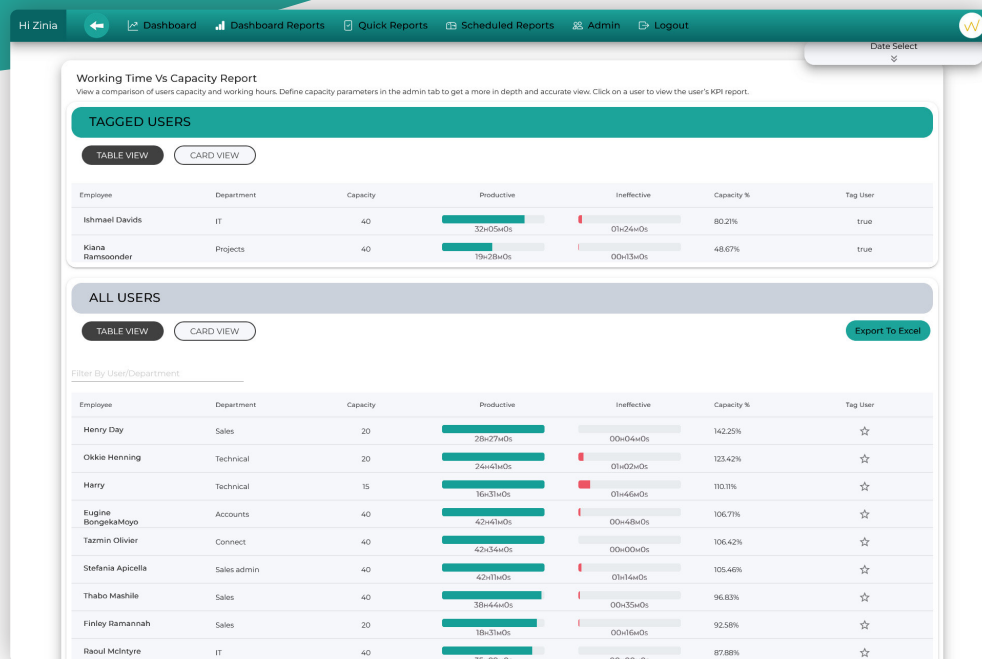 Hi Zinia
Dashboard Dashboard Reports Quick Reports Scheduled Reports Admin Logout
Date Select
Working Time Vs Capacity Report
View a comparison of users capacity and working hours. Define capacity parameters in the admin tab to get a more in depth and accurate view. Click on a user to view the user's KPI report.
TAGGED USERS
TABLE VIEW CARD VIEW
Employee Department Capacity Productive Ineffective Capacity % Tag User
Ishmael Davids IT 40 32H05M0s 01H24M0s 80.21% true
Kiana Ramsoonder Projects 40 19H28M0s 00H13M0s 48.67% true
ALL USERS
TABLE VIEW CARD VIEW Export To Excel
Filter By User/Department
Employee Department Capacity Productive Ineffective Capacity % Tag User
Henry Day Sales 20 28H27M0s 00H04M0s 142.25%
Okkie Henning Technical 20 24H41M0s 01H02M0s 123.42%
Harry Technical 15 16H31M0s 01H46M0s 110.11%
Eugine BongekaMoyo Accounts 40 42H41M0s 00H48M0s 106.71%
Tazmin Olivier Connect 40 42H34M0s 00H00M0s 106.42%
Stefania Apicella Sales admin 40 42H11M0s 01H14M0s 105.46%
Thabo Mashile Sales 40 38H44M0s 00H35M0s 96.83%
Finley Ramannah Sales 20 18H31M0s 00H16M0s 92.58%
Raoul McIntyre IT 40 87.88%